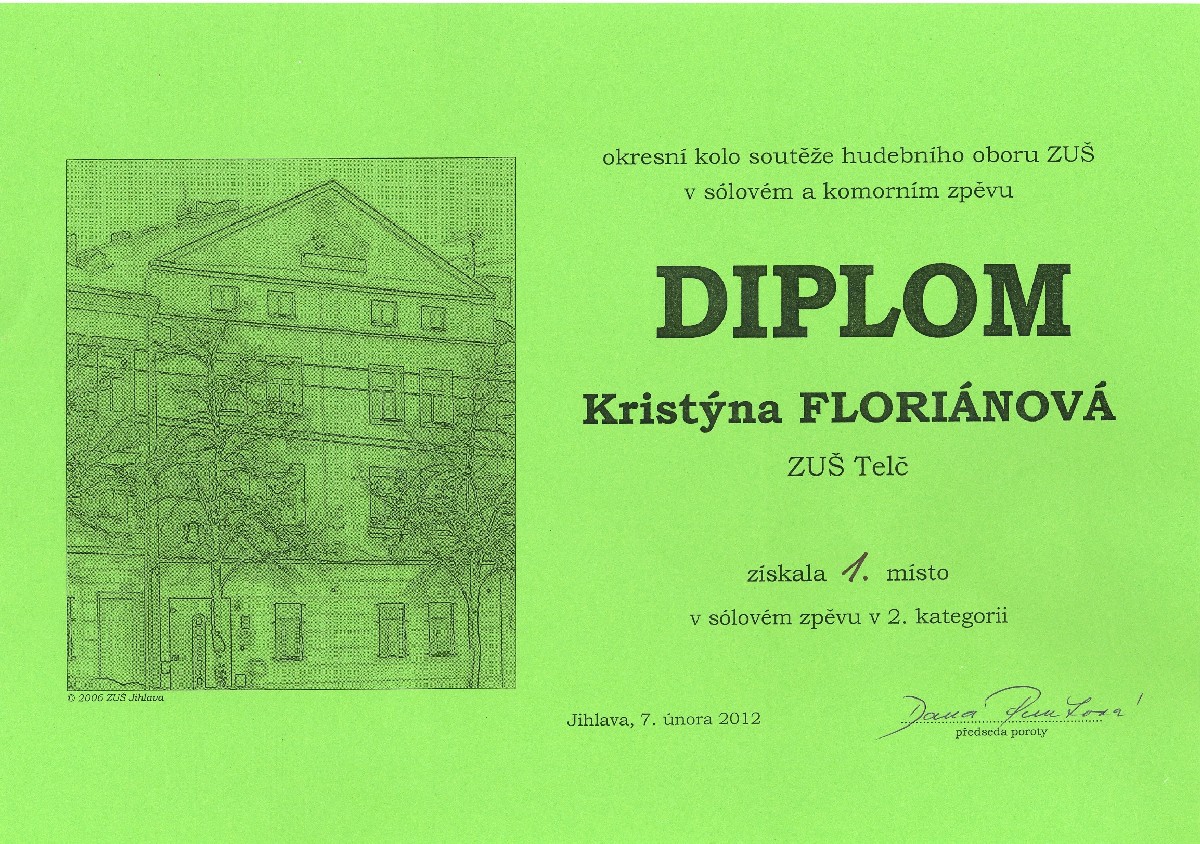 okresní kolo soutěže hudebního oboru ZUŠ
v sólovém a komorním zpěvu
DIPLOM
Kristýna FLORIÁNOVÁ
ZUŠ Telč
získala 1. místo
v sólovém zpěvu v 2. kategorii
© 2006 ZUŠ Jihlava
Jihlava, 7. února 2012
Dana
předseda poroty